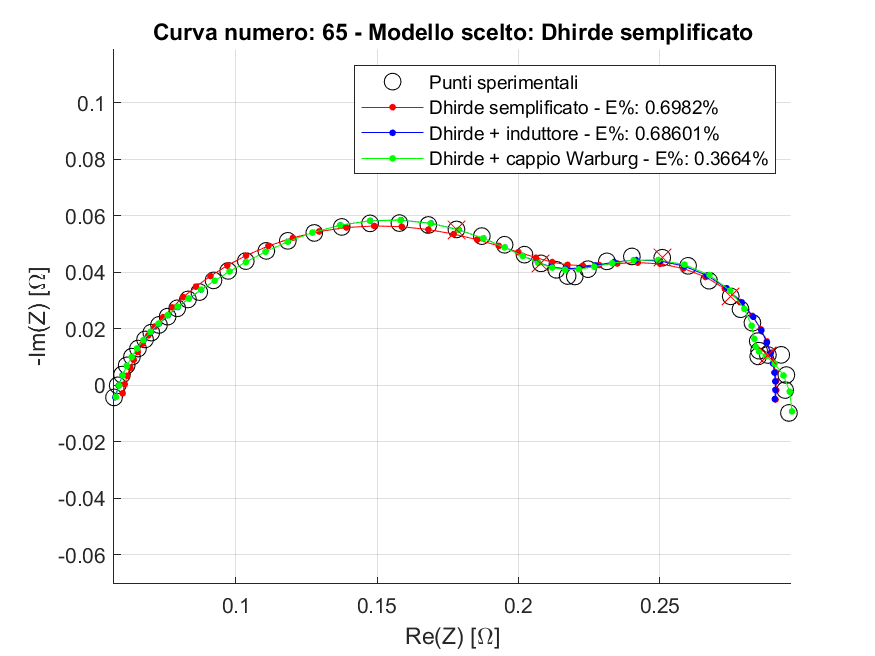 Curva numero: 65 - Modello scelto: Dhirde semplificato
Punti sperimentali
Dhirde semplificato - E%: 0.6982%
Dhirde + induttore - E%: 0.68601%
Dhirde + cappio Warburg - E%: 0.3664%
-Im(Z) [Ω]
0.1
0.08
0.06
0.04
0.02
0
-0.02
-0.04
-0.06
0.1 0.15 0.2 0.25
Re(Z) [Ω]